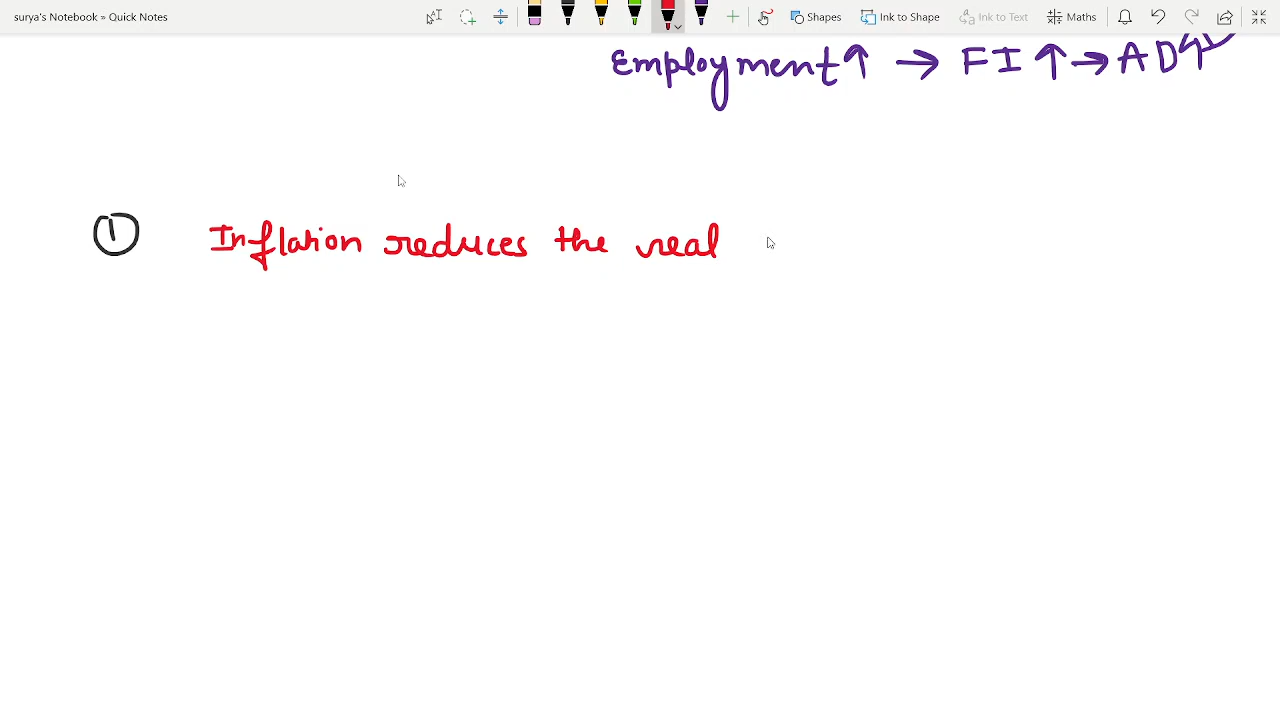 surya's Notebook » Quick Notes
Shapes
Ink to Shape
Ink to Text
Maths
Employment↑ → FI↑ → AD↑
① Inflation reduces the real